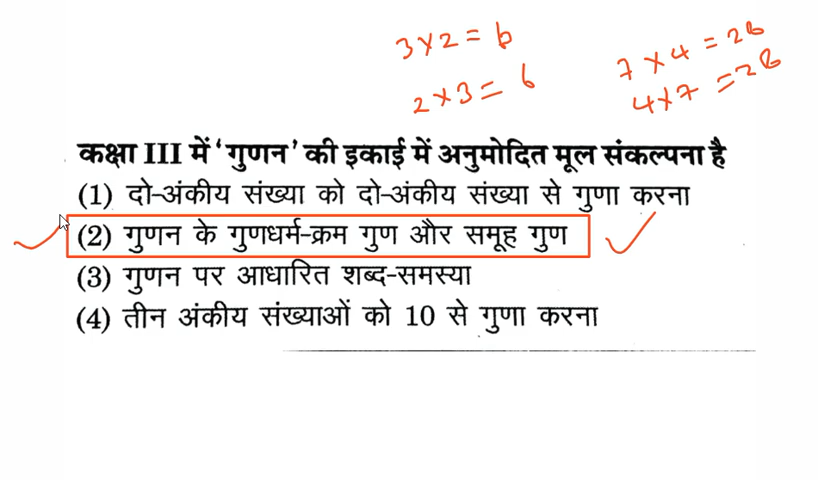 3 x 2 = 6
2 x 3 = 6
7 x 4 = 28
4 x 7 = 28
कक्षा III में ‘गुणन’ की इकाई में अनुमोदित मूल संकल्पना है
(1) दो-अंकीय संख्या को दो-अंकीय संख्या से गुणा करना
(2) गुणन के गुणधर्म-क्रम गुण और समूह गुण
(3) गुणन पर आधारित शब्द-समस्या
(4) तीन अंकीय संख्याओं को 10 से गुणा करना